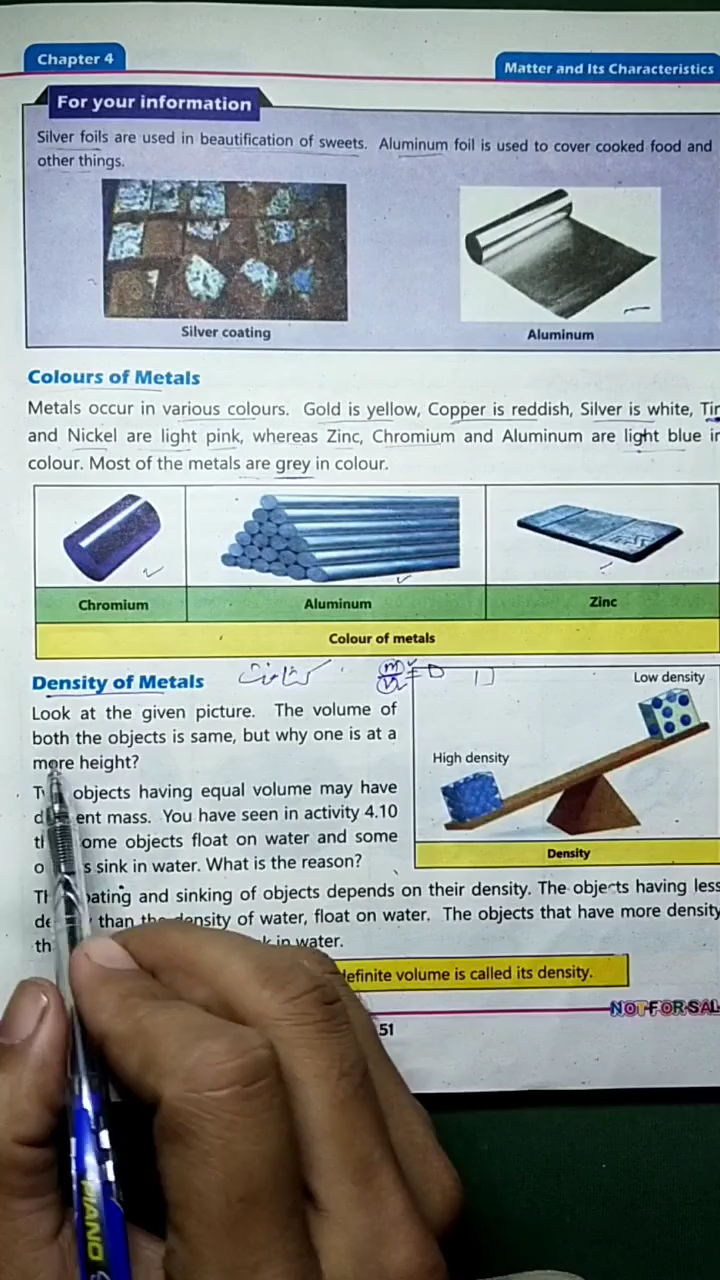 Chapter 4
Matter and Its Characteristics
For your information
Silver foils are used in beautification of sweets. Aluminum foil is used to cover cooked food and
other things.
Silver coating
Aluminum
Colours of Metals
Metals occur in various colours. Gold is yellow, Copper is reddish, Silver is white, Tin
and Nickel are light pink, whereas Zinc, Chromium and Aluminum are light blue in
colour. Most of the metals are grey in colour.
Chromium
Aluminum
Zinc
Colour of metals
Density of Metals
کثافت
m/v = D
Look at the given picture. The volume of
both the objects is same, but why one is at a
more height?
objects having equal volume may have
mass. You have seen in activity 4.10
ome objects float on water and some
sink in water. What is the reason?
Low density
High density
Density
ating and sinking of objects depends on their density. The objects having less
than the density of water, float on water. The objects that have more density
in water.
definite volume is called its density.
NOT FOR SAL
51
PIANO